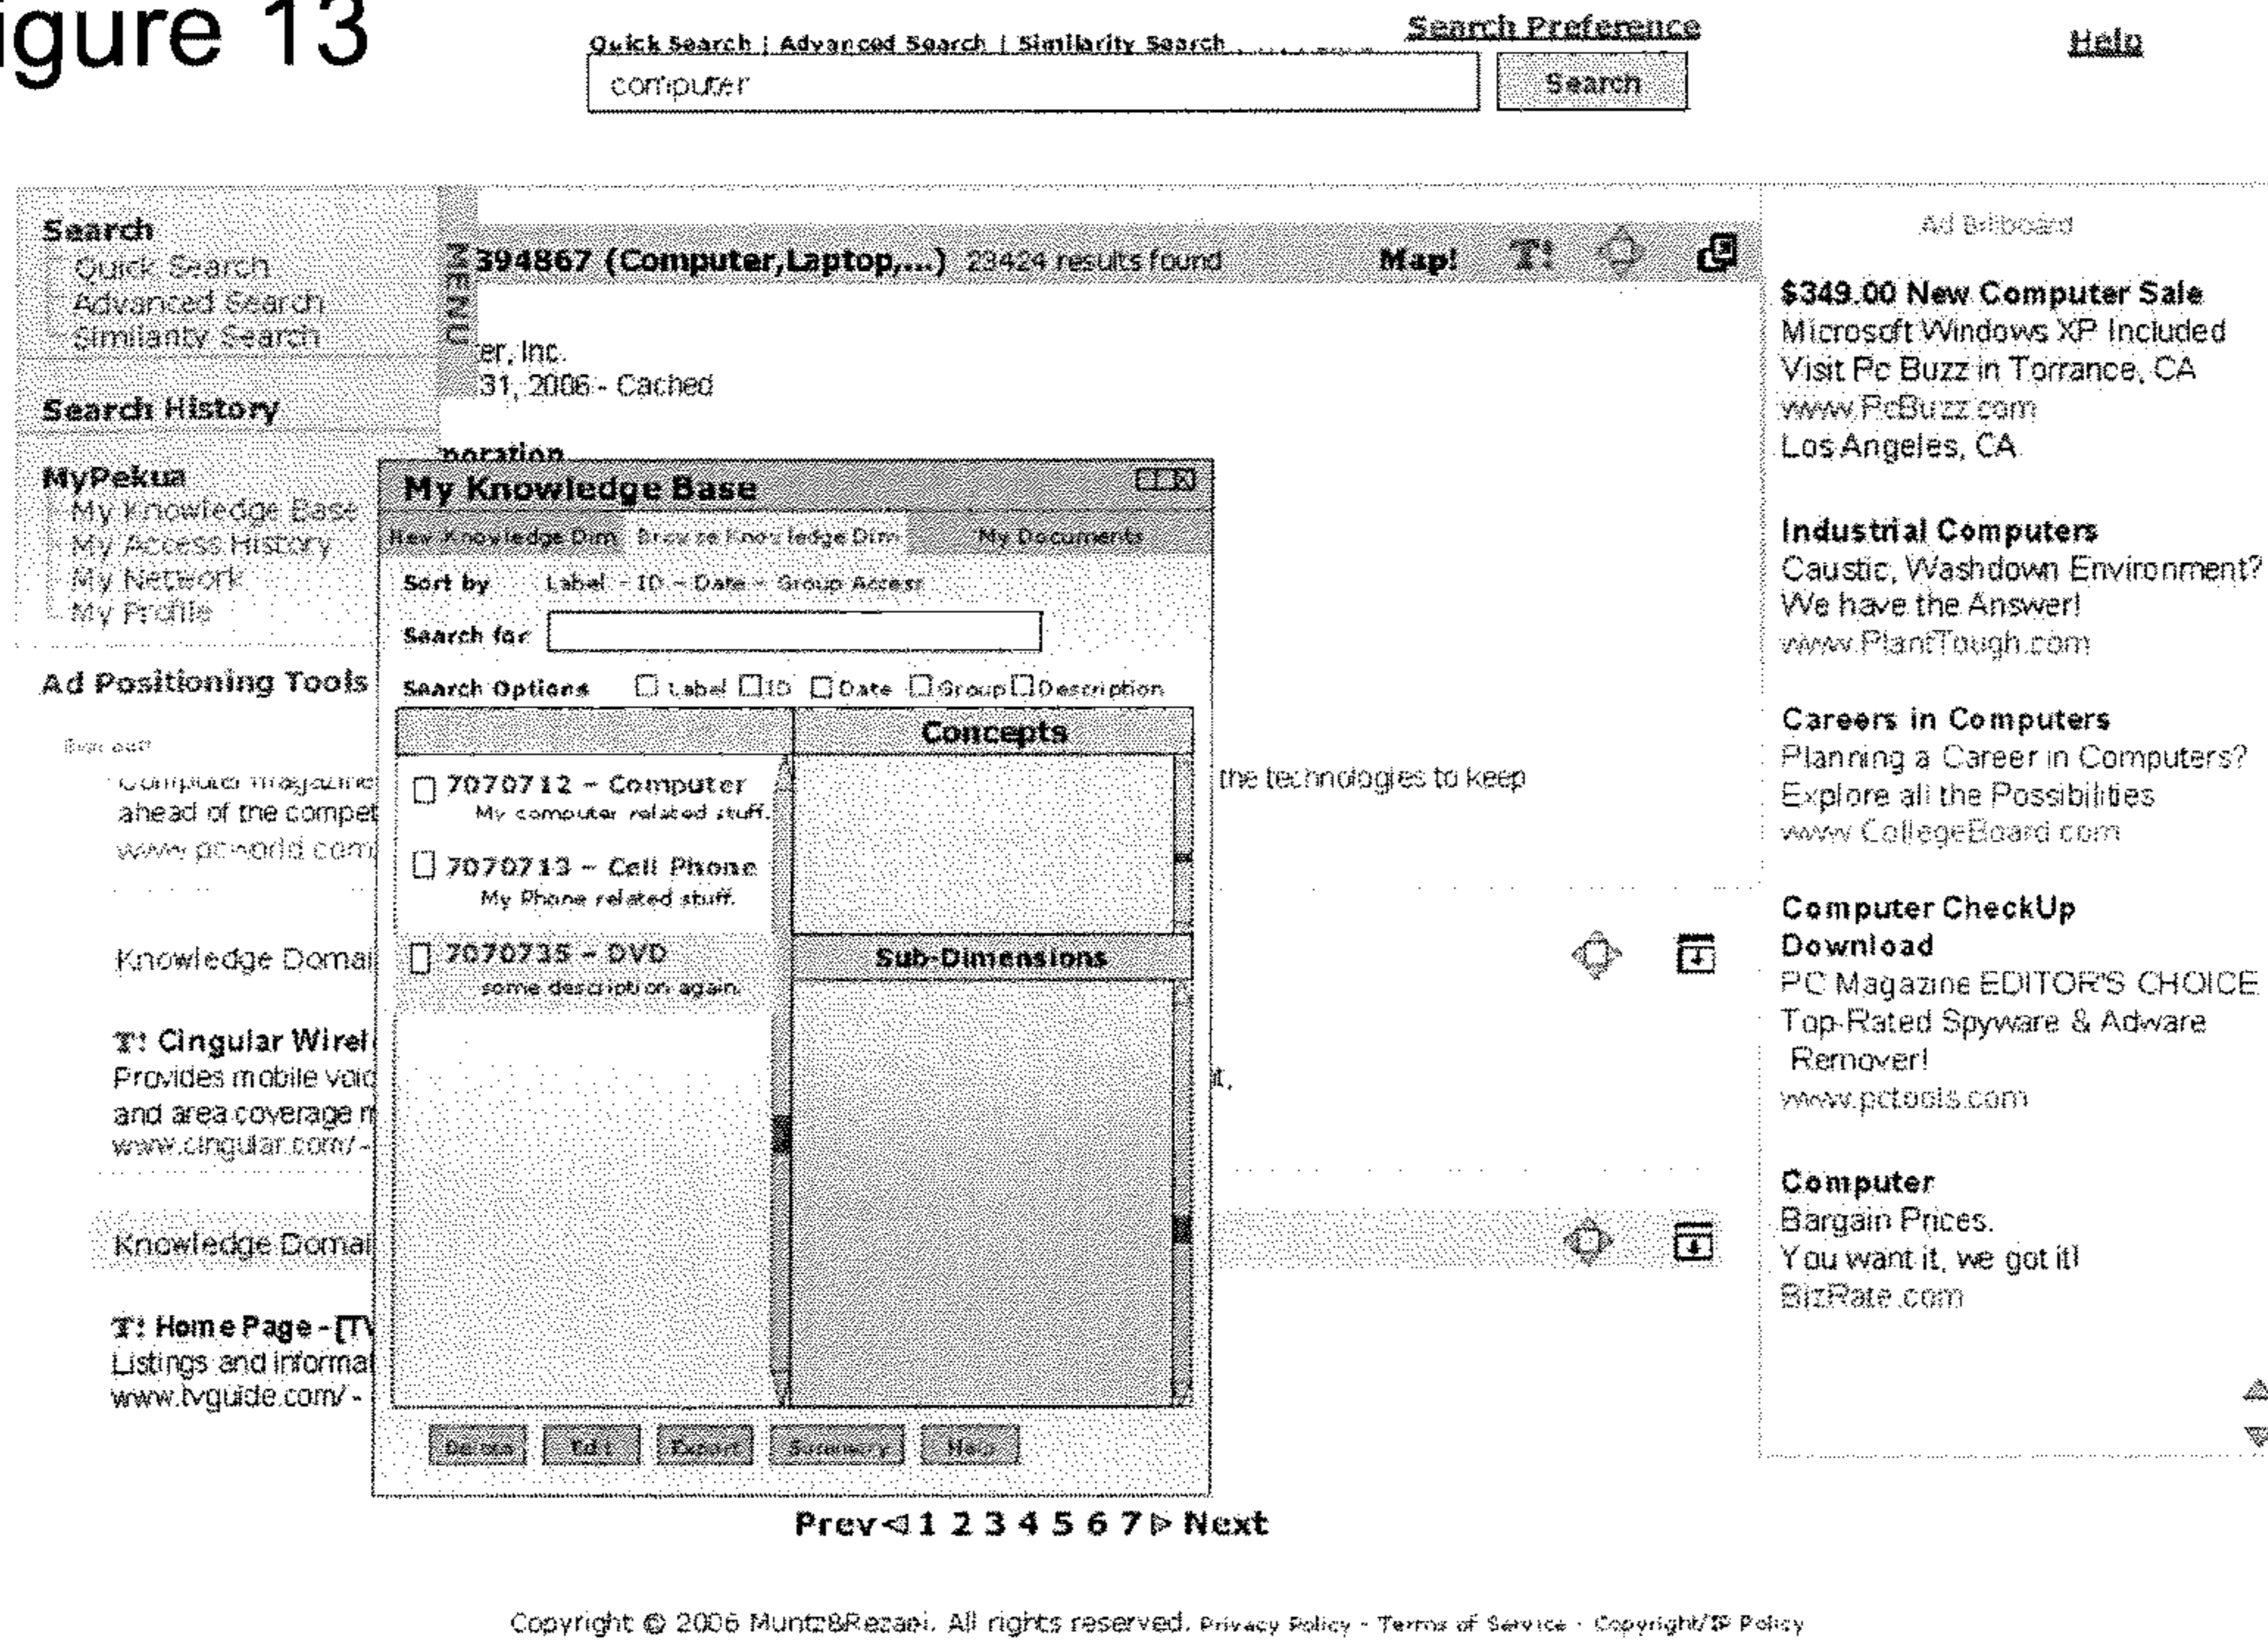 igure 13
Quick Search | Advanced Search | Similarity Search
Search Preference
Help
computer
Search
Search
Quick Search
Advanced Search
Similarity Search
Search History
MyPekua
My Knowledge Base
My Access History
My Network
My Profile
Ad Positioning Tools
MENU
394867 (Computer,Laptop,...) 23424 results found
Map! T!
er, Inc.
31, 2006 - Cached
poration
My Knowledge Base
New Knowledge Dim Browse Knowledge Dim My Documents
Sort by Label - ID - Date - Group Access
Search for
Search Options Label ID Date Group Description
Concepts
7070712 - Computer
My computer related stuff.
7070713 - Cell Phone
My Phone related stuff.
7070735 - DVD
some description again.
Sub-Dimensions
Delete Edit Export Summary Help
Computer magazine
ahead of the compet
www.pcworld.com
the technologies to keep
Knowledge Domai
T! Cingular Wirel
Provides mobile voic
and area coverage
www.cingular.com/ -
t,
Knowledge Domai
T! Home Page - [TV
Listings and informat
www.tvguide.com/ -
Ad Billboard
$349.00 New Computer Sale
Microsoft Windows XP Included
Visit Pc Buzz in Torrance, CA
www.PcBuzz.com
Los Angeles, CA
Industrial Computers
Caustic, Washdown Environment?
We have the Answer!
www.PlantTough.com
Careers in Computers
Planning a Career in Computers?
Explore all the Possibilities
www.CollegeBoard.com
Computer CheckUp
Download
PC Magazine EDITOR'S CHOICE
Top-Rated Spyware & Adware
Remover!
www.pctools.com
Computer
Bargain Prices.
You want it, we got it!
BizRate.com
Prev 1 2 3 4 5 6 7 Next
Copyright © 2006 Muntz&Rezaei. All rights reserved. Privacy Policy - Terms of Service - Copyright/IP Policy